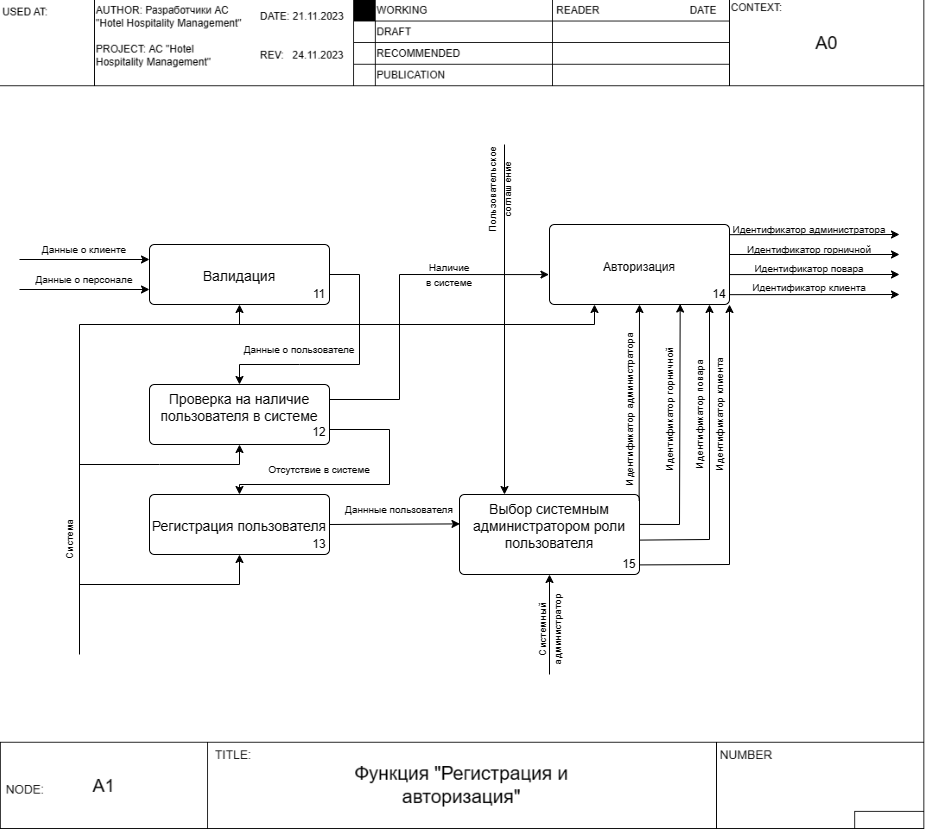 USED AT:
AUTHOR: Разработчики АС
"Hotel Hospitality Management"
DATE: 21.11.2023
PROJECT: АС "Hotel
Hospitality Management"
REV: 24.11.2023
WORKING
DRAFT
RECOMMENDED
PUBLICATION
READER
DATE
CONTEXT:
A0
Пользовательское
соглашение
Данные о клиенте
Данные о персонале
Валидация
11
Наличие
в системе
Авторизация
14
Идентификатор администратора
Идентификатор горничной
Идентификатор повара
Идентификатор клиента
Данные о пользователе
Проверка на наличие
пользователя в системе
12
Идентификатор администратора
Идентификатор горничной
Идентификатор повара
Идентификатор клиента
Отсутствие в системе
Система
Регистрация пользователя
13
Даннные пользователя
Выбор системным
администратором роли
пользователя
15
Системный
администратор
NODE:
A1
TITLE:
Функция "Регистрация и
авторизация"
NUMBER